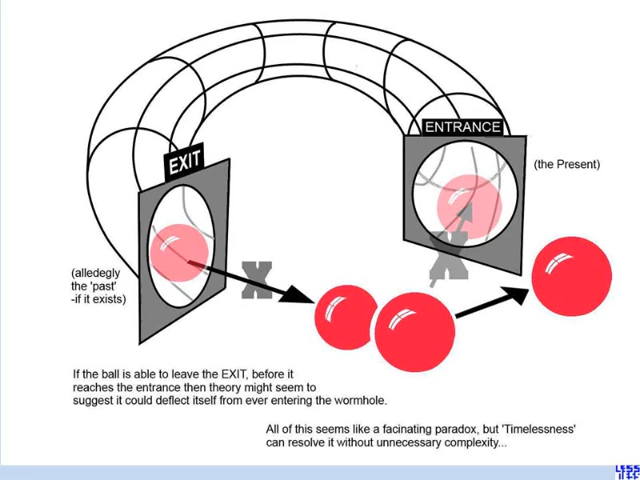 ENTRANCE
(the Present)
EXIT
X
X
(alledegly
the 'past'
-if it exists)
If the ball is able to leave the EXIT, before it
reaches the entrance then theory might seem to
suggest it could deflect itself from ever entering the wormhole.
All of this seems like a facinating paradox, but 'Timelessness'
can resolve it without unnecessary complexity...
LESS